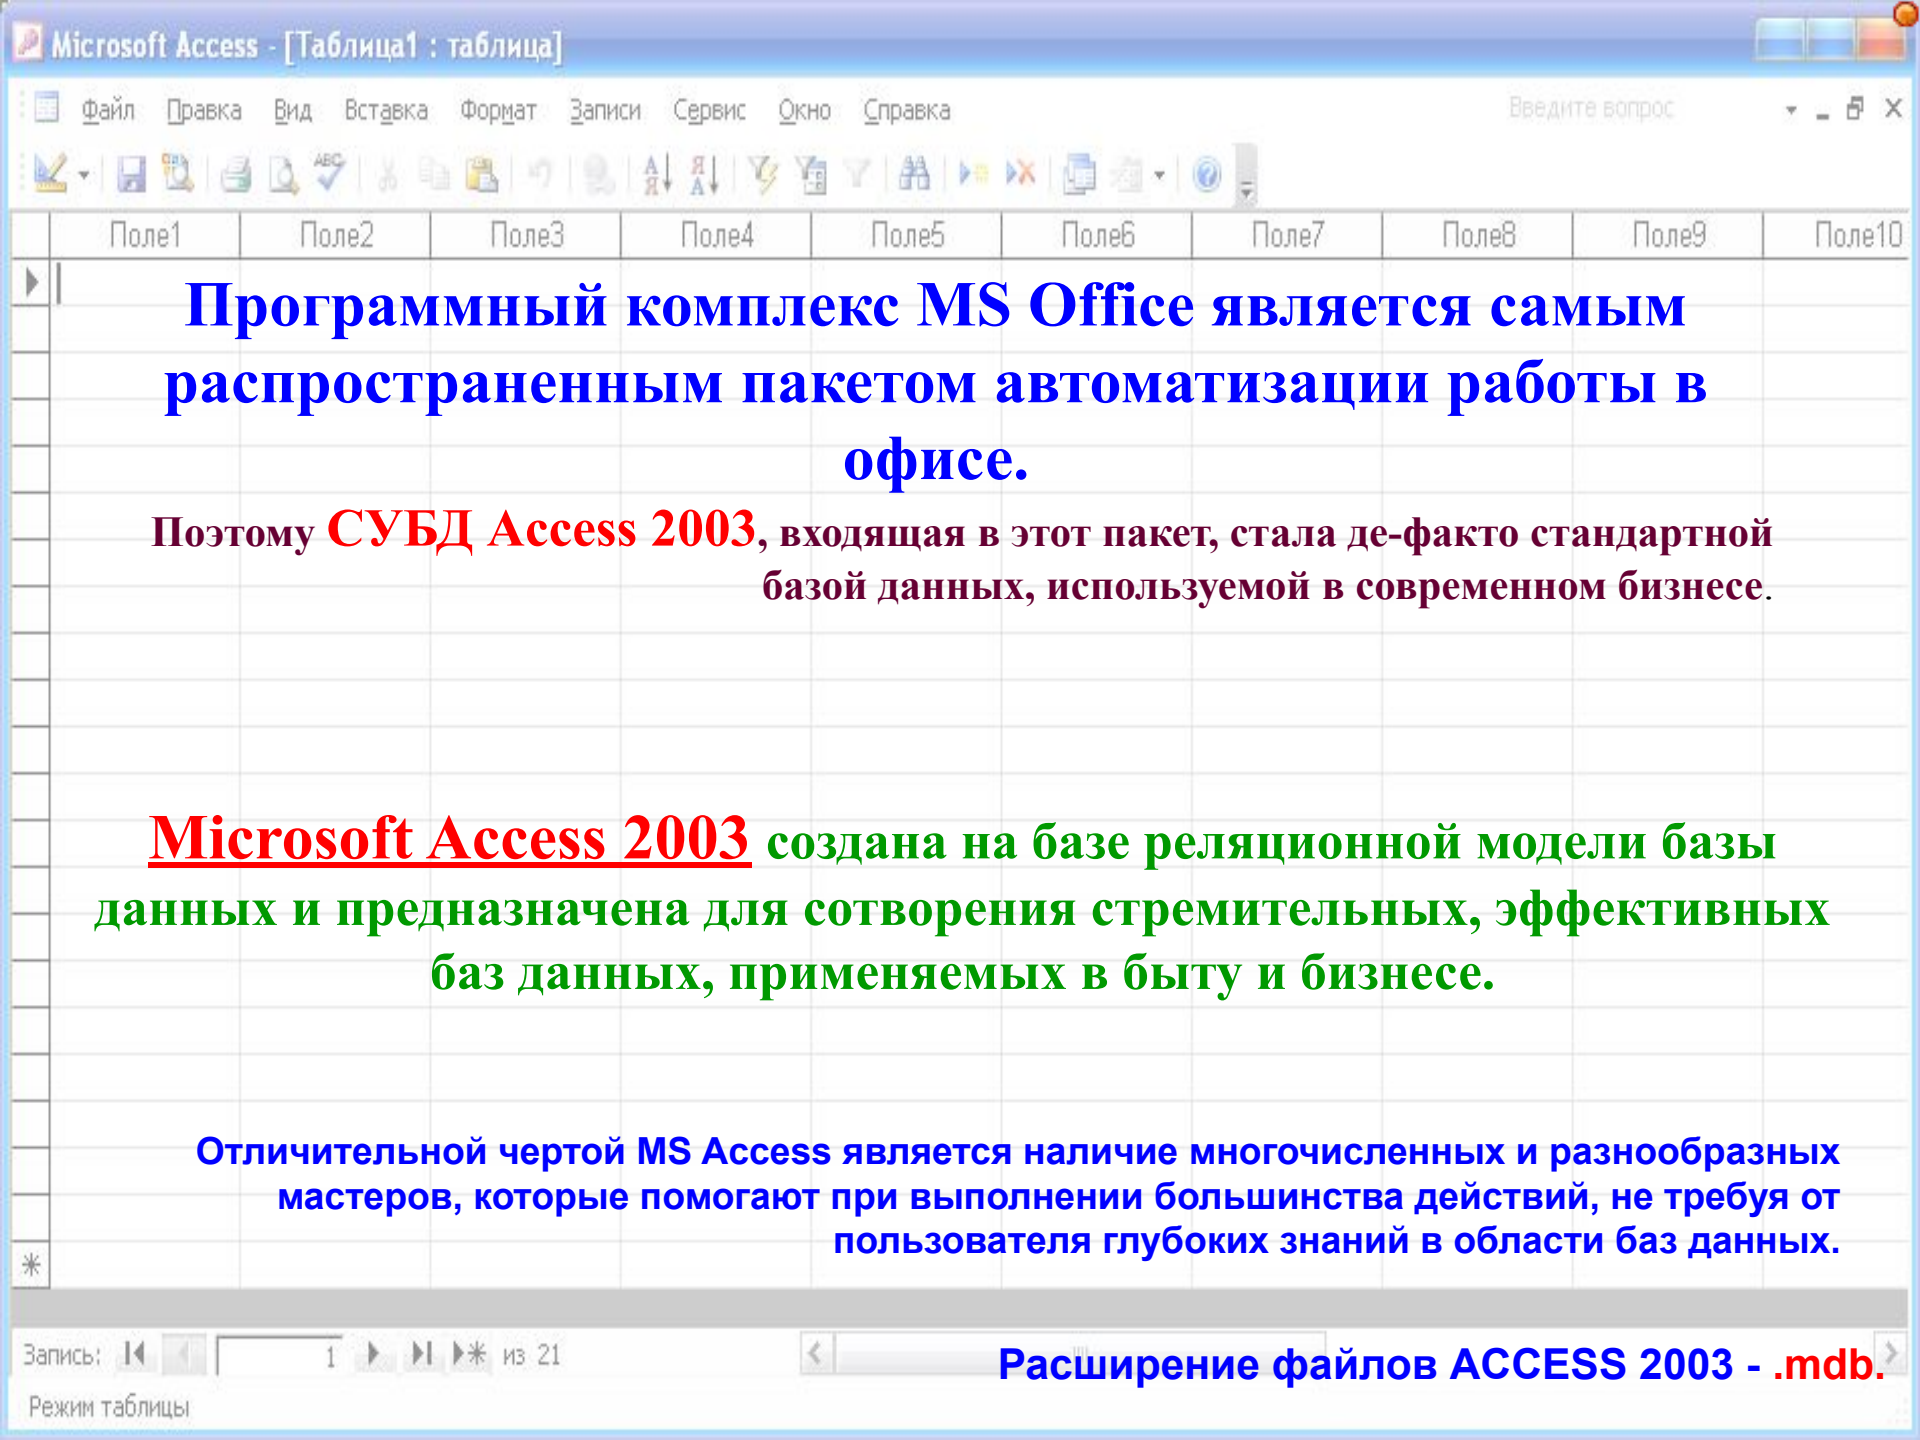 Microsoft Access - [Таблица1 : таблица]
Файл Правка Вид Вставка Формат Записи Сервис Окно Справка Введите вопрос
Поле1 Поле2 Поле3 Поле4 Поле5 Поле6 Поле7 Поле8 Поле9 Поле10
Программный комплекс MS Office является самым
распространенным пакетом автоматизации работы в
офисе.
Поэтому СУБД Access 2003, входящая в этот пакет, стала де-факто стандартной
базой данных, используемой в современном бизнесе.
Microsoft Access 2003 создана на базе реляционной модели базы
данных и предназначена для сотворения стремительных, эффективных
баз данных, применяемых в быту и бизнесе.
Отличительной чертой MS Access является наличие многочисленных и разнообразных
мастеров, которые помогают при выполнении большинства действий, не требуя от
пользователя глубоких знаний в области баз данных.
Запись: 1 из 21
Расширение файлов ACCESS 2003 - .mdb.
Режим таблицы